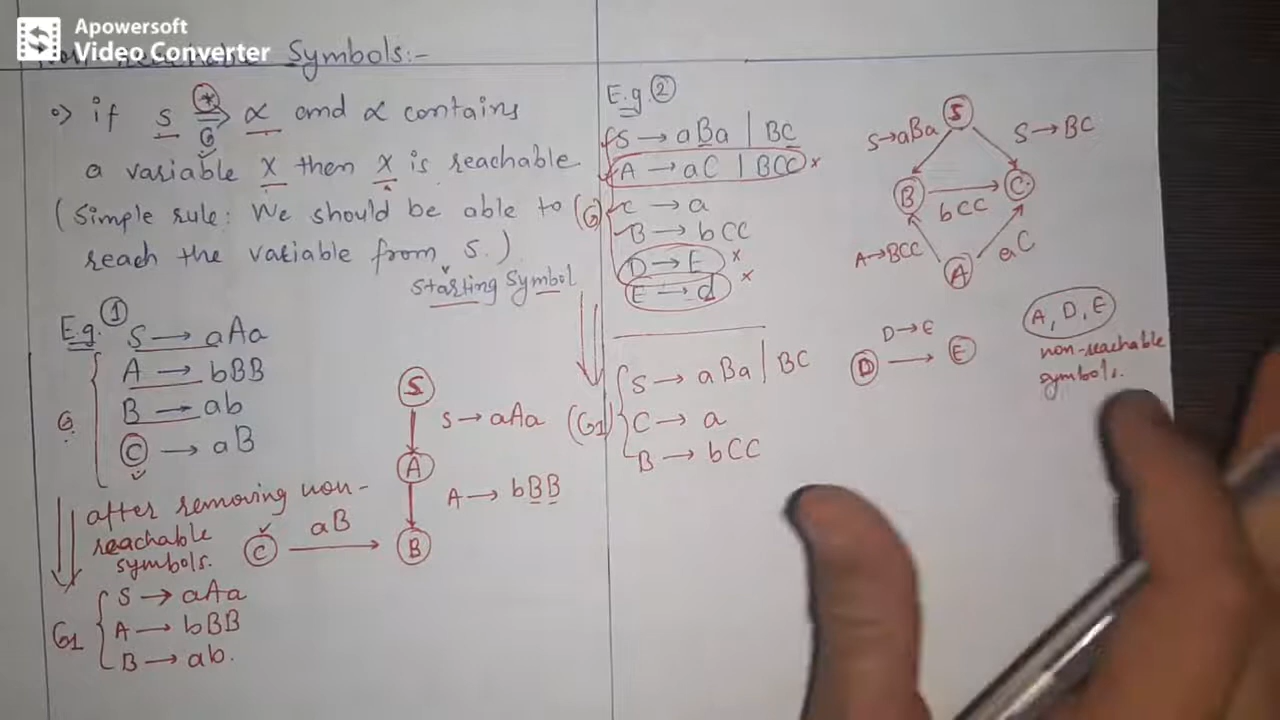 Apowersoft
Video Converter
Symbols:-
if S *⇒G α and α contains
a variable X then X is reachable.
(Simple rule: We should be able to
reach the variable from S.)
starting symbol
E.g. ①
G
S → aAa
A → bBB
B → ab
C → aB
after removing non-
reachable
symbols.
G1
S → aAa
A → bBB
B → ab.
S
S → aAa
A
A → bBB
C
aB
B
E.g. ②
(G)
S → aBa | BC
A → aC | BCC ×
C → a
B → bCC
D → E ×
E → d ×
(G1)
S → aBa | BC
C → a
B → bCC
S
S→aBa
S→BC
B
bCC
C
A→BCC
aC
A
D→E
D
E
A, D, E
non-reachable
symbols.